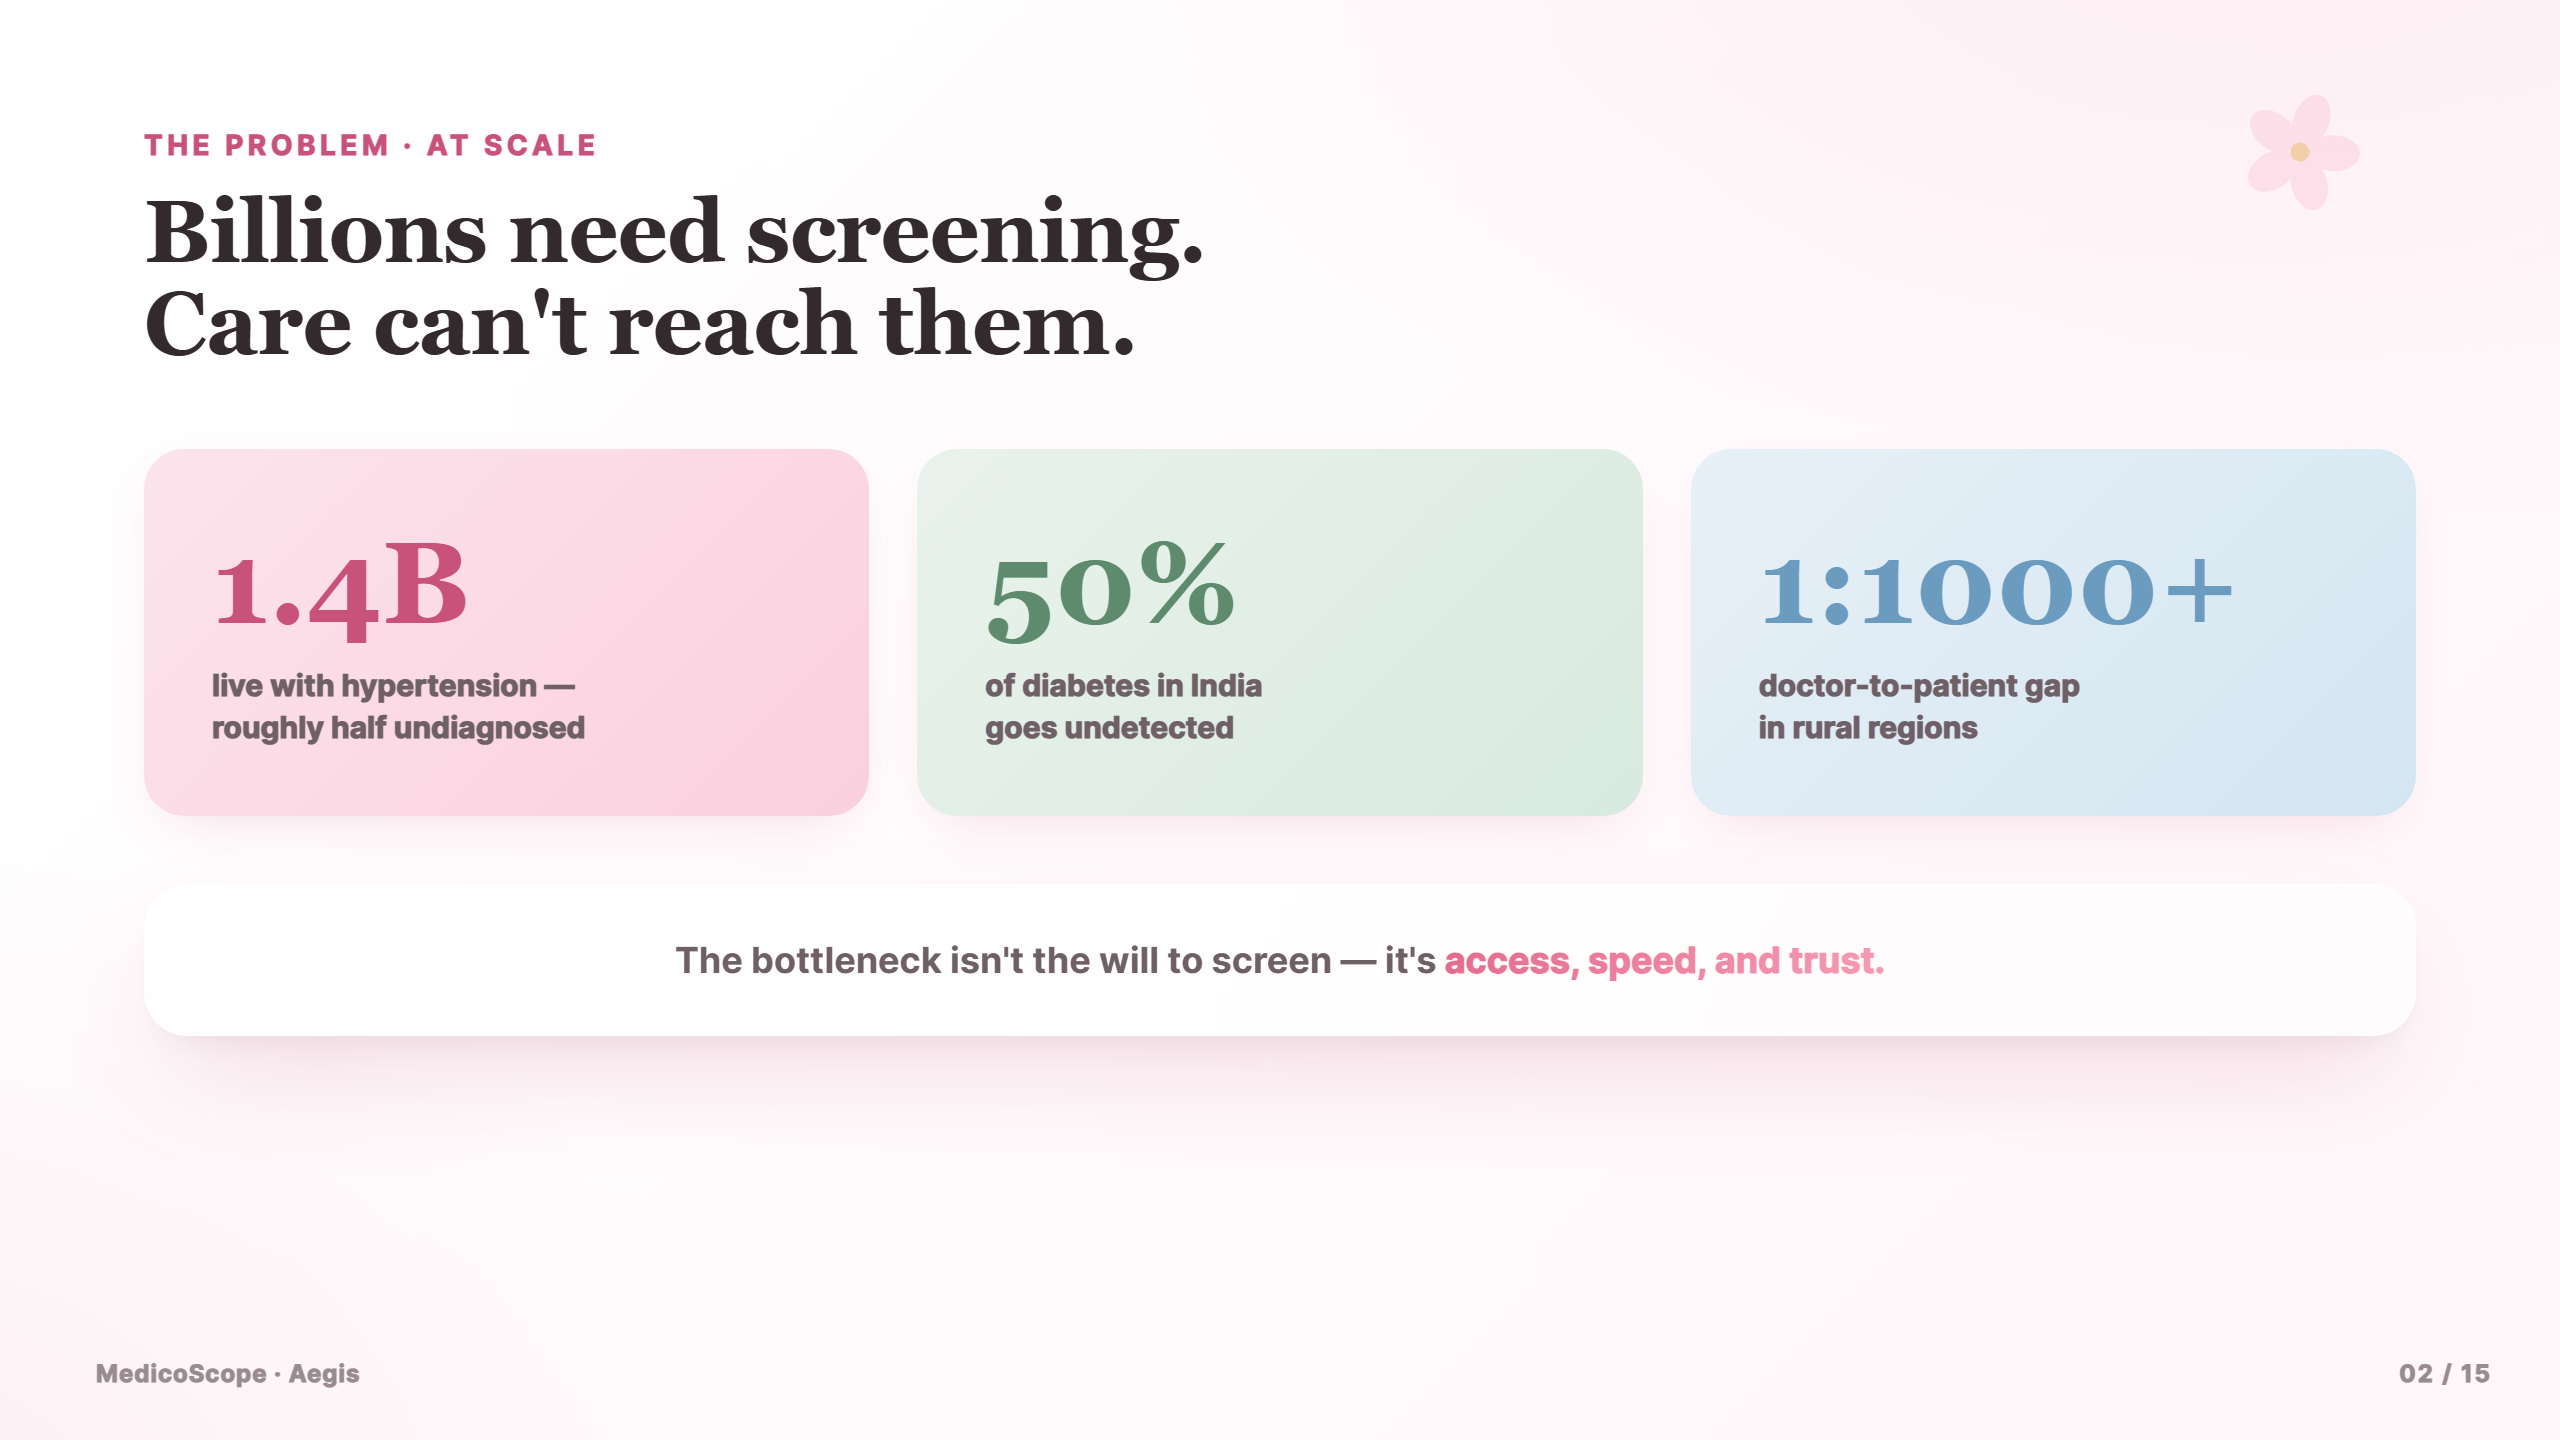 THE PROBLEM · AT SCALE
Billions need screening.
Care can't reach them.
1.4B
live with hypertension —
roughly half undiagnosed
50%
of diabetes in India
goes undetected
1:1000+
doctor-to-patient gap
in rural regions
The bottleneck isn't the will to screen — it's access, speed, and trust.
MedicoScope · Aegis
02 / 15